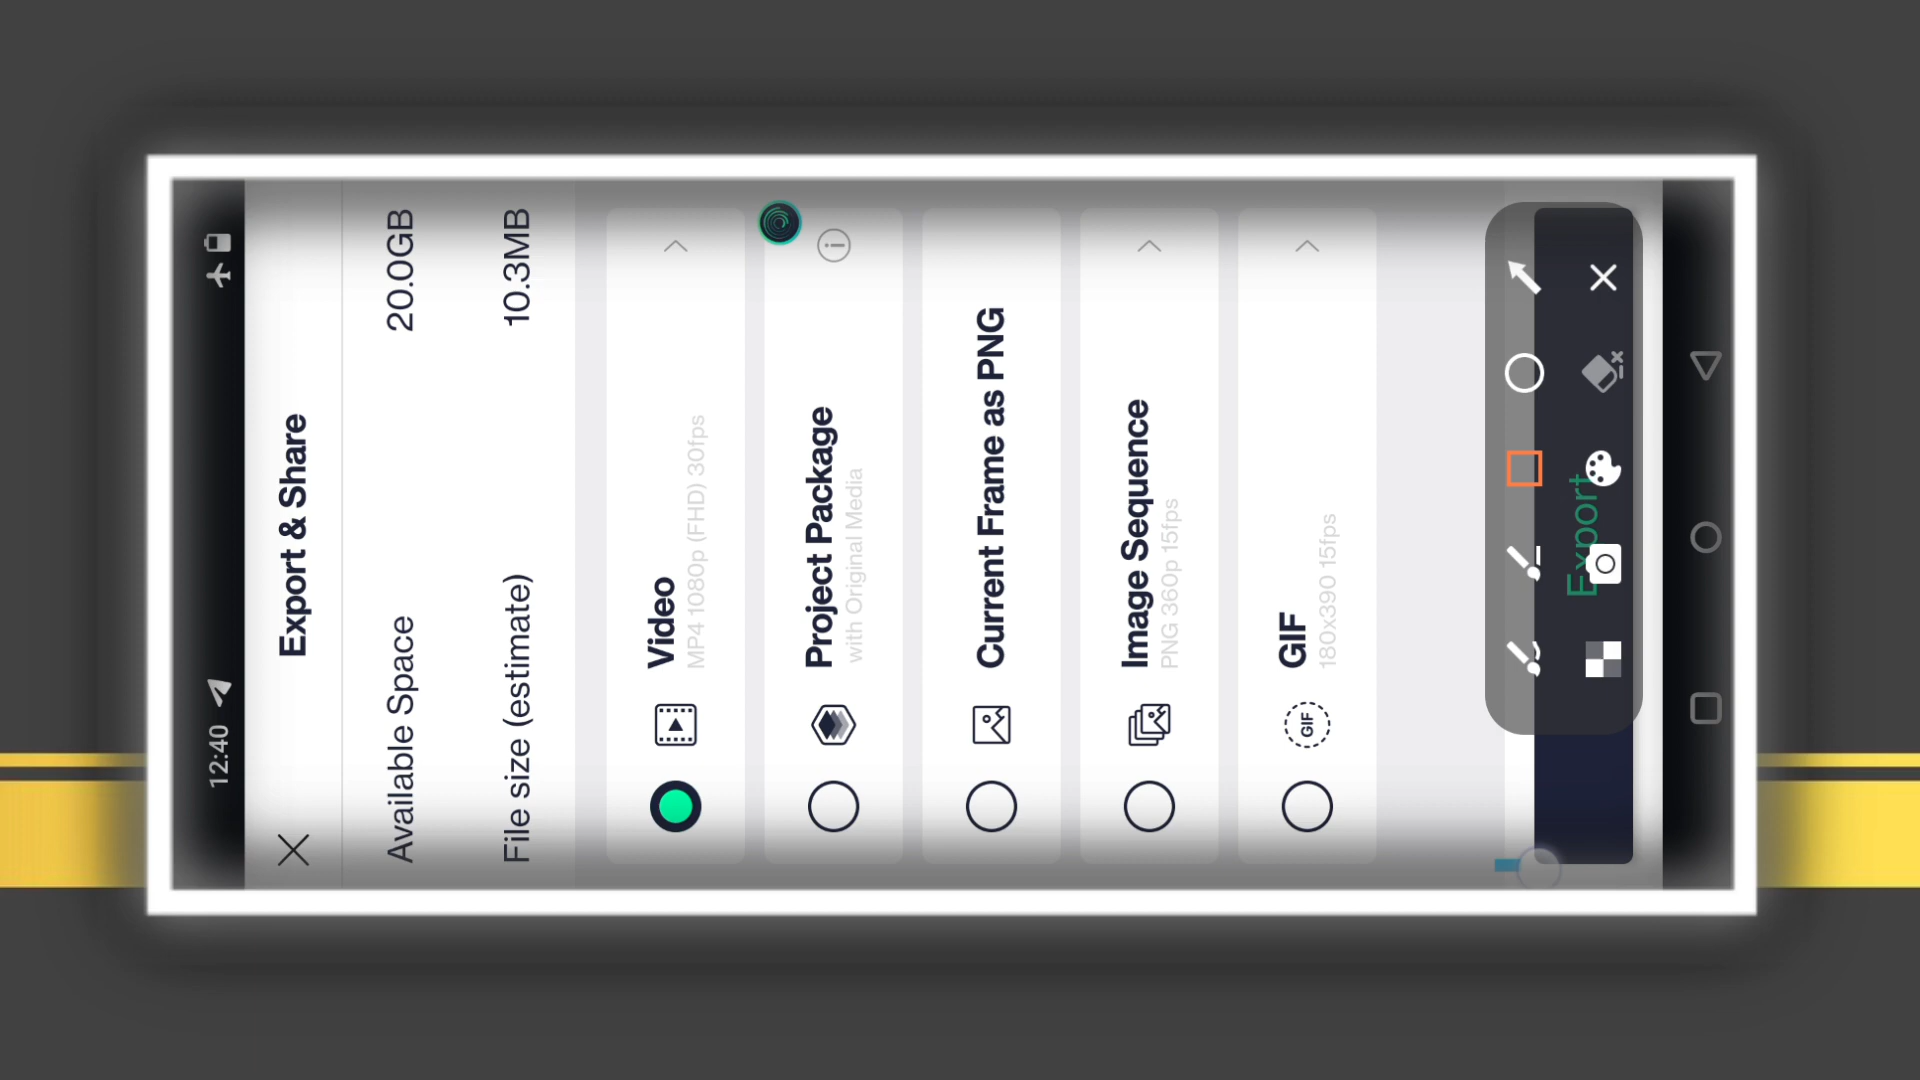 12:40
Export & Share
Available Space 20.0GB
File size (estimate) 10.3MB
Video
MP4 1080p (FHD) 30fps
Project Package
with Original Media
Current Frame as PNG
Image Sequence
PNG 360p 15fps
GIF
GIF
180x390 15fps
Export